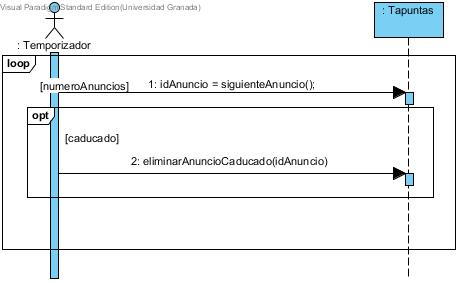 Visual Paradigm Standard Edition(Universidad Granada)
: Temporizador
: Tapuntas
loop
[numeroAnuncios]
1: idAnuncio = siguienteAnuncio();
opt
[caducado]
2: eliminarAnuncioCaducado(idAnuncio)